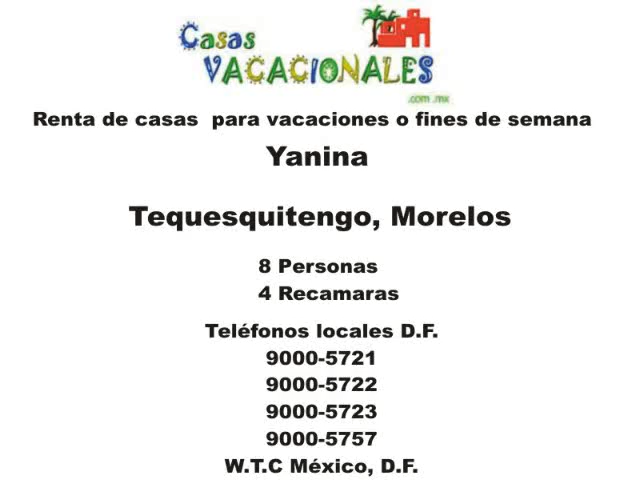 Casas
VACACIONALES
.com .mx
Renta de casas para vacaciones o fines de semana
Yanina
Tequesquitengo, Morelos
8 Personas
4 Recamaras
Teléfonos locales D.F.
9000-5721
9000-5722
9000-5723
9000-5757
W.T.C México, D.F.